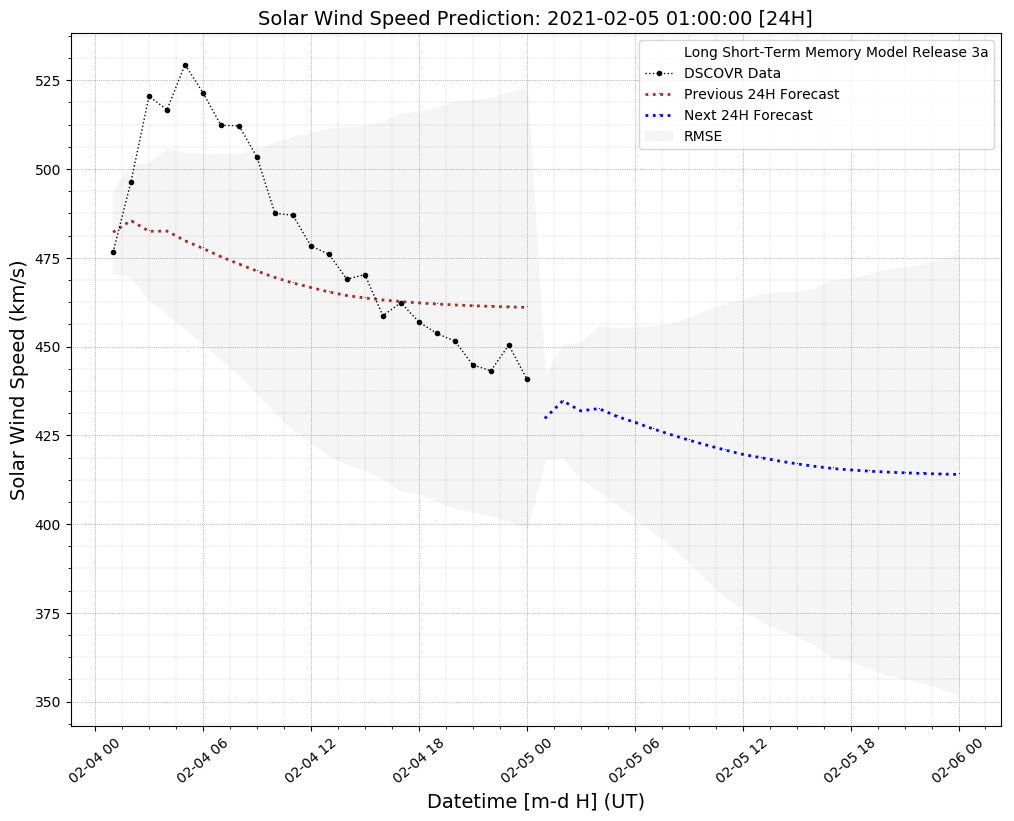 Solar Wind Speed Prediction: 2021-02-05 01:00:00 [24H]
Long Short-Term Memory Model Release 3a
DSCOVR Data
Previous 24H Forecast
Next 24H Forecast
RMSE
Solar Wind Speed (km/s)
525
500
475
450
425
400
375
350
02-04 00
02-04 06
02-04 12
02-04 18
02-05 00
02-05 06
02-05 12
02-05 18
02-06 00
Datetime [m-d H] (UT)